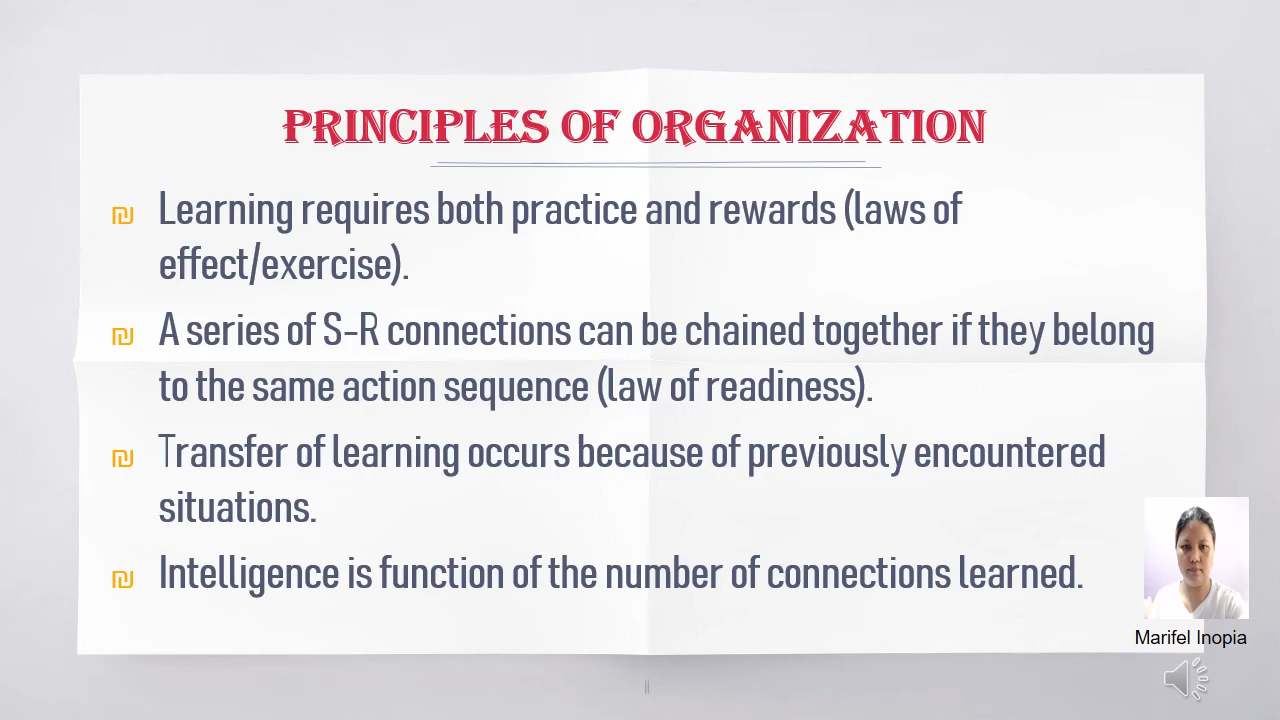 PRINCIPLES OF ORGANIZATION
₪ Learning requires both practice and rewards (laws of
effect/exercise).
₪ A series of S-R connections can be chained together if they belong
to the same action sequence (law of readiness).
₪ Transfer of learning occurs because of previously encountered
situations.
₪ Intelligence is function of the number of connections learned.
Marifel Inopia